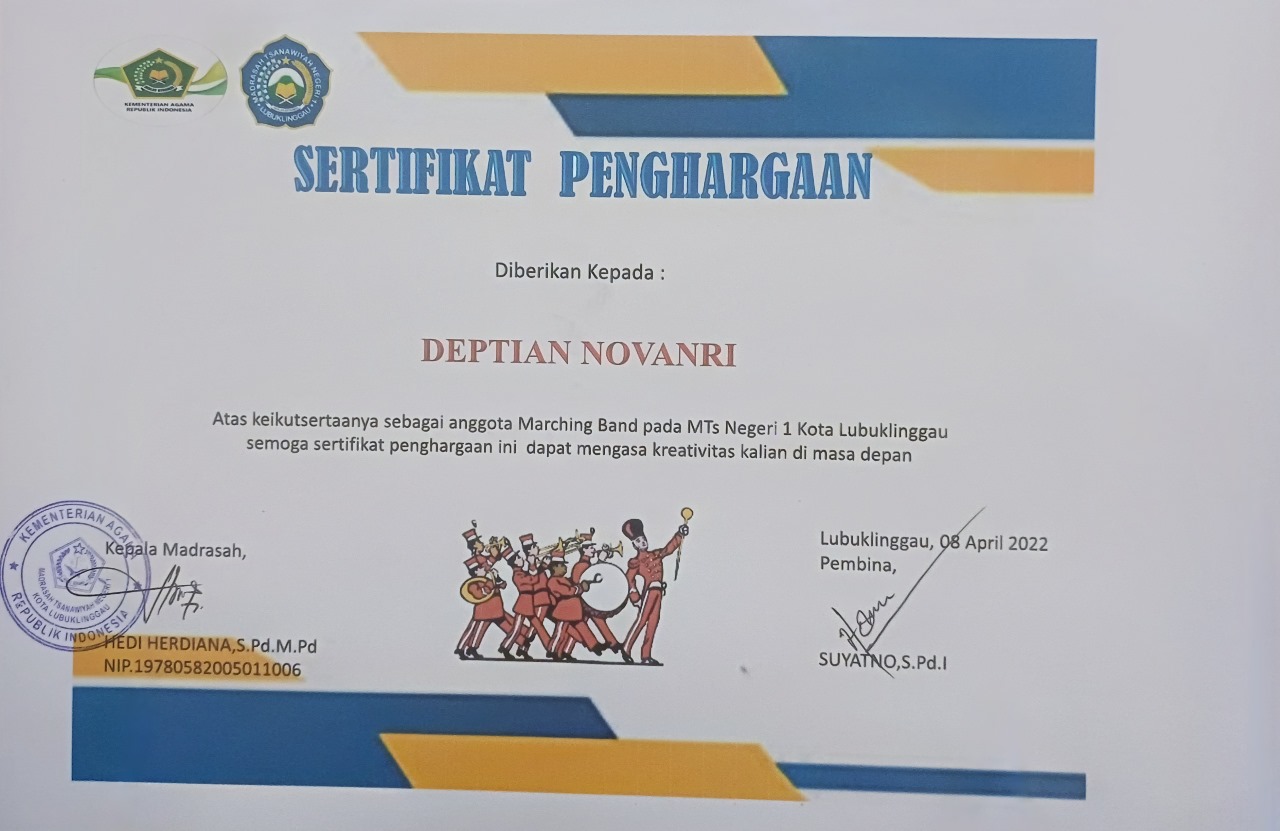 KEMENTERIAN AGAMA
REPUBLIK INDONESIA
MADRASAH TSANAWIYAH NEGERI 1
LUBUKLINGGAU
SERTIFIKAT PENGHARGAAN
Diberikan Kepada :
DEPTIAN NOVANRI
Atas keikutsertaanya sebagai anggota Marching Band pada MTs Negeri 1 Kota Lubuklinggau
semoga sertifikat penghargaan ini dapat mengasa kreativitas kalian di masa depan
Lubuklinggau, 08 April 2022
Kepala Madrasah,
Pembina,
KEMENTERIAN AGAMA
MADRASAH TSANAWIYAH NEGERI
KOTA LUBUKLINGGAU
REPUBLIK INDONESIA
HEDI HERDIANA,S.Pd.M.Pd
NIP.19780582005011006
SUYATNO,S.Pd.I